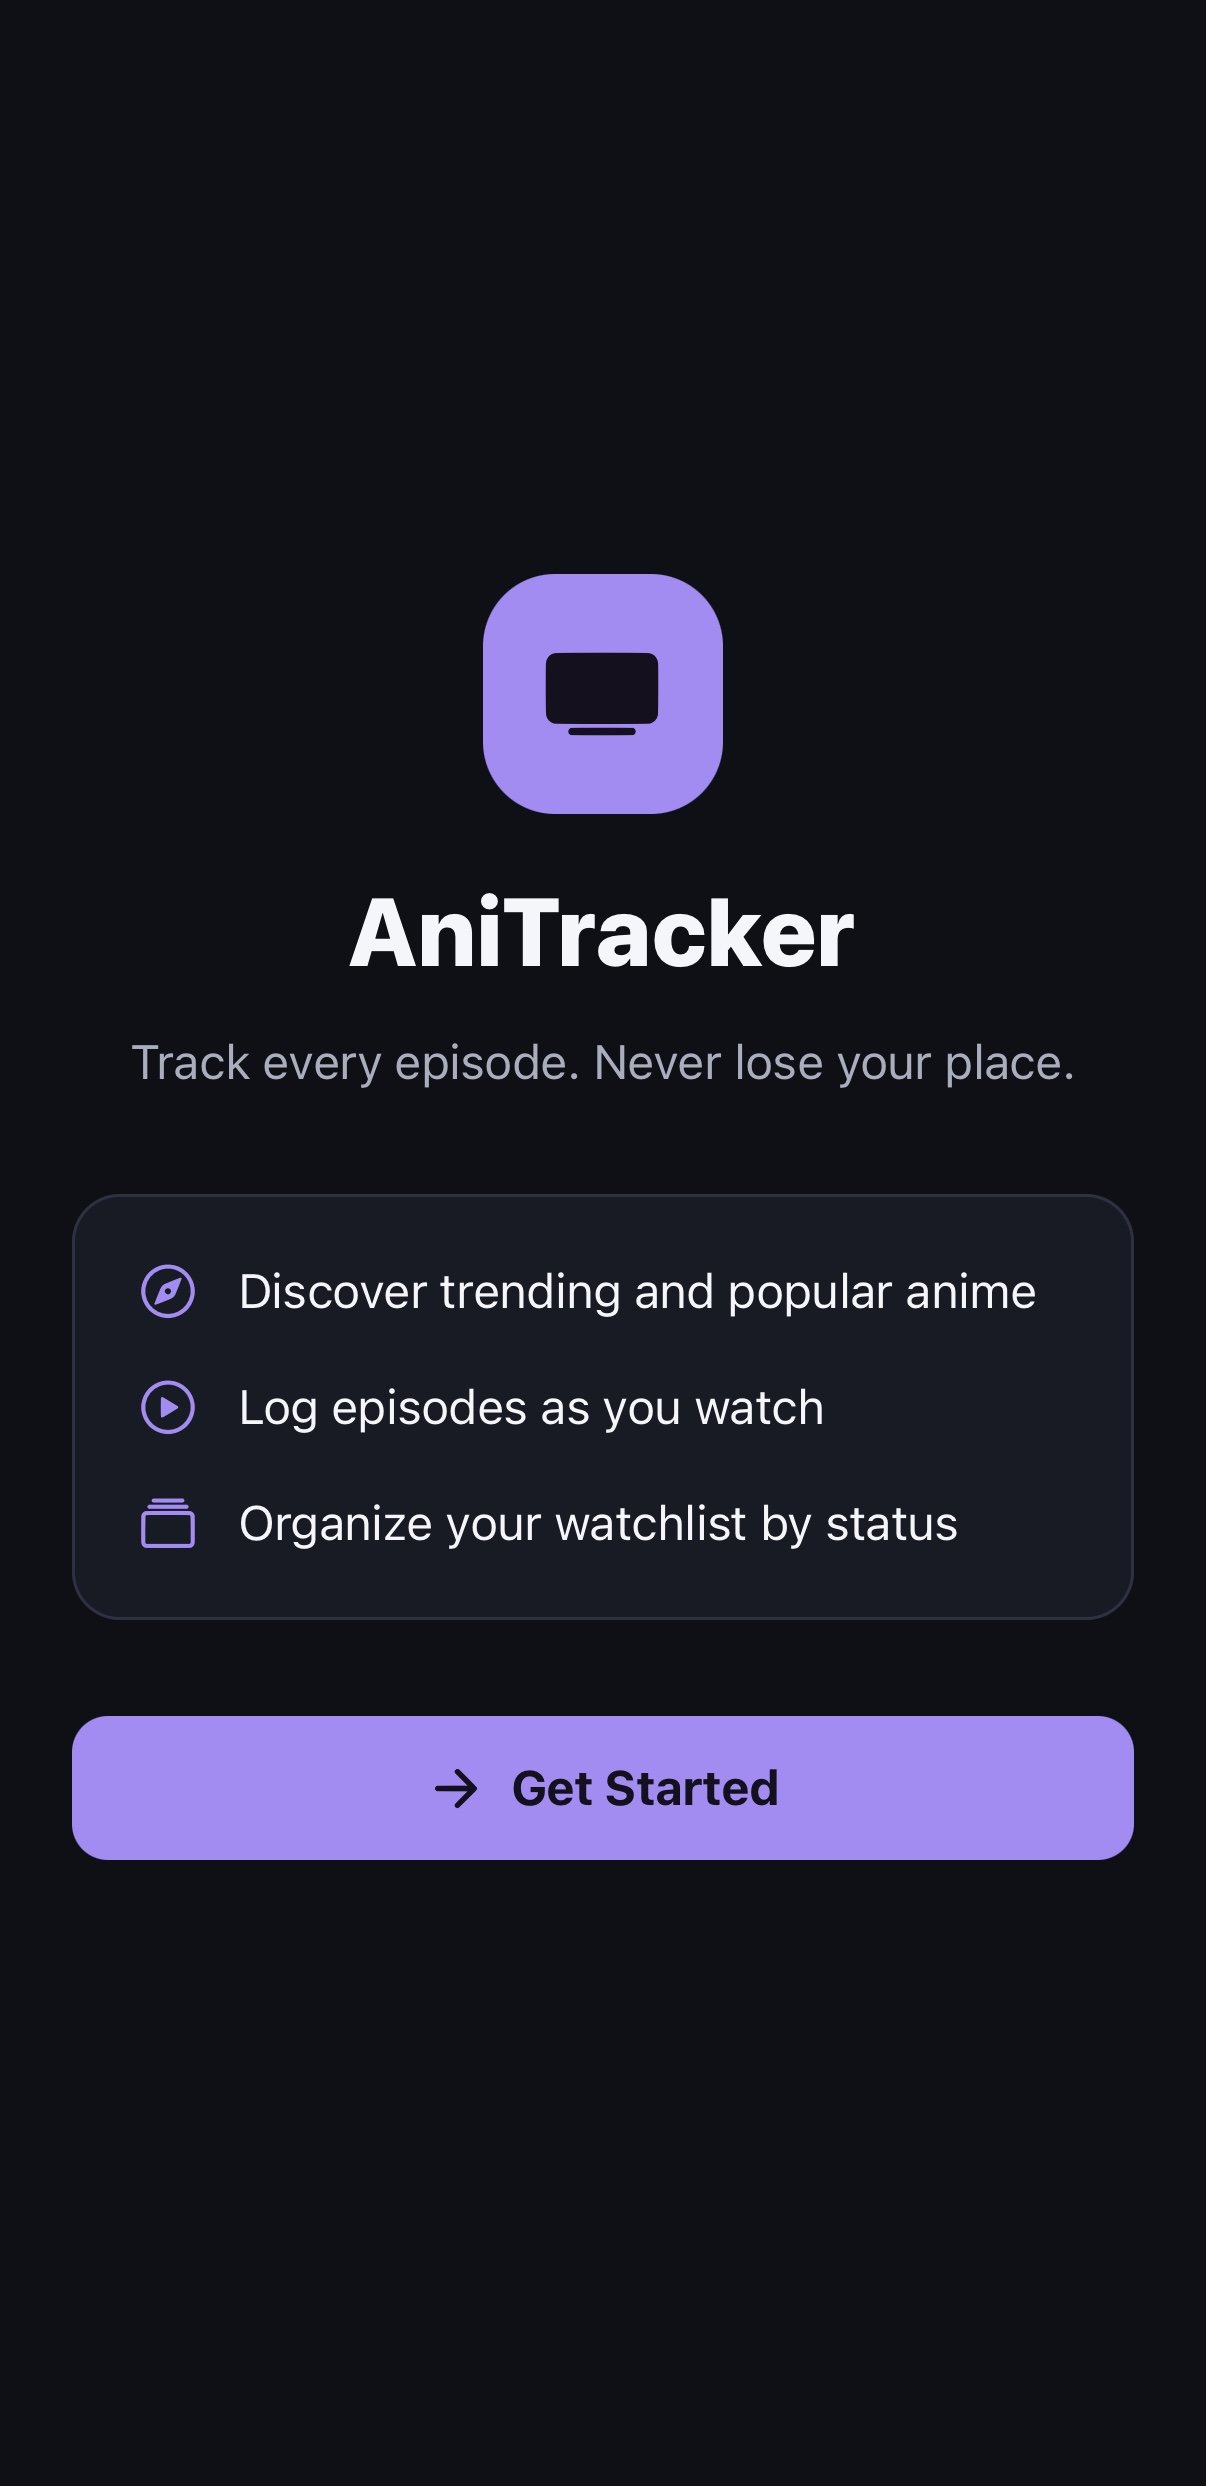 AniTracker
Track every episode. Never lose your place.
Discover trending and popular anime
Log episodes as you watch
Organize your watchlist by status
Get Started